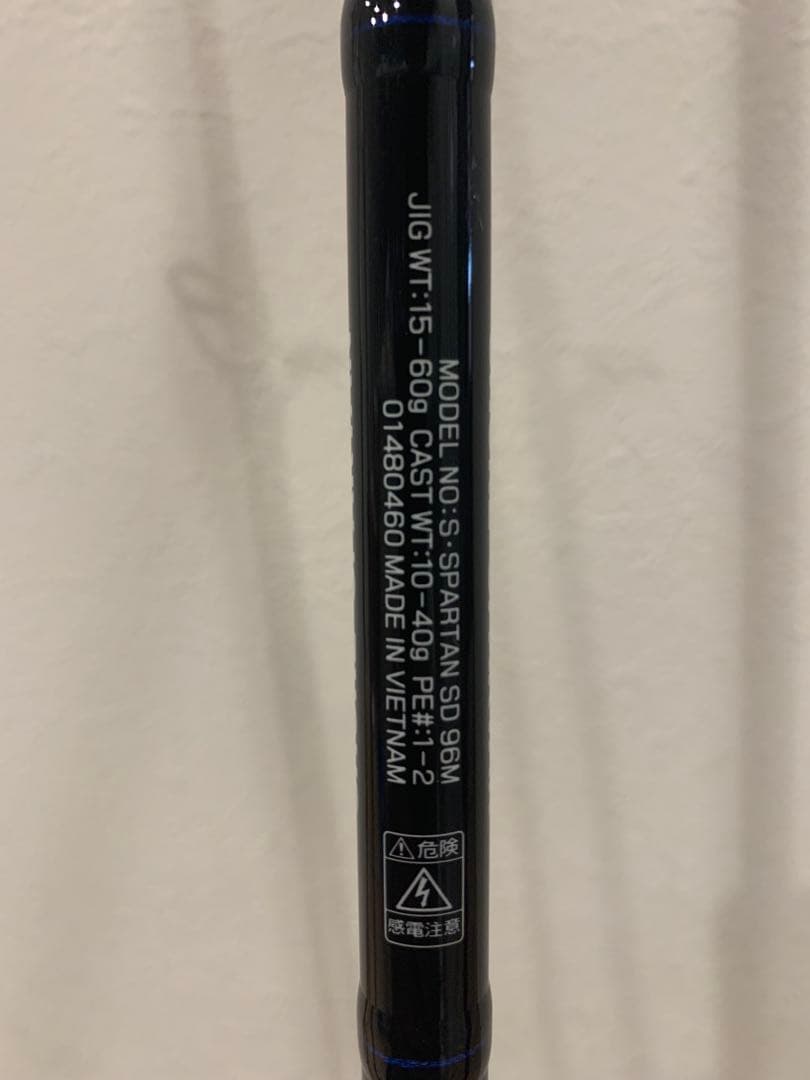 MODEL NO:S・SPARTAN SD 96M
JIG WT:15-60g CAST WT:10-40g PE#:1-2
01480460 MADE IN VIETNAM
危険
感電注意